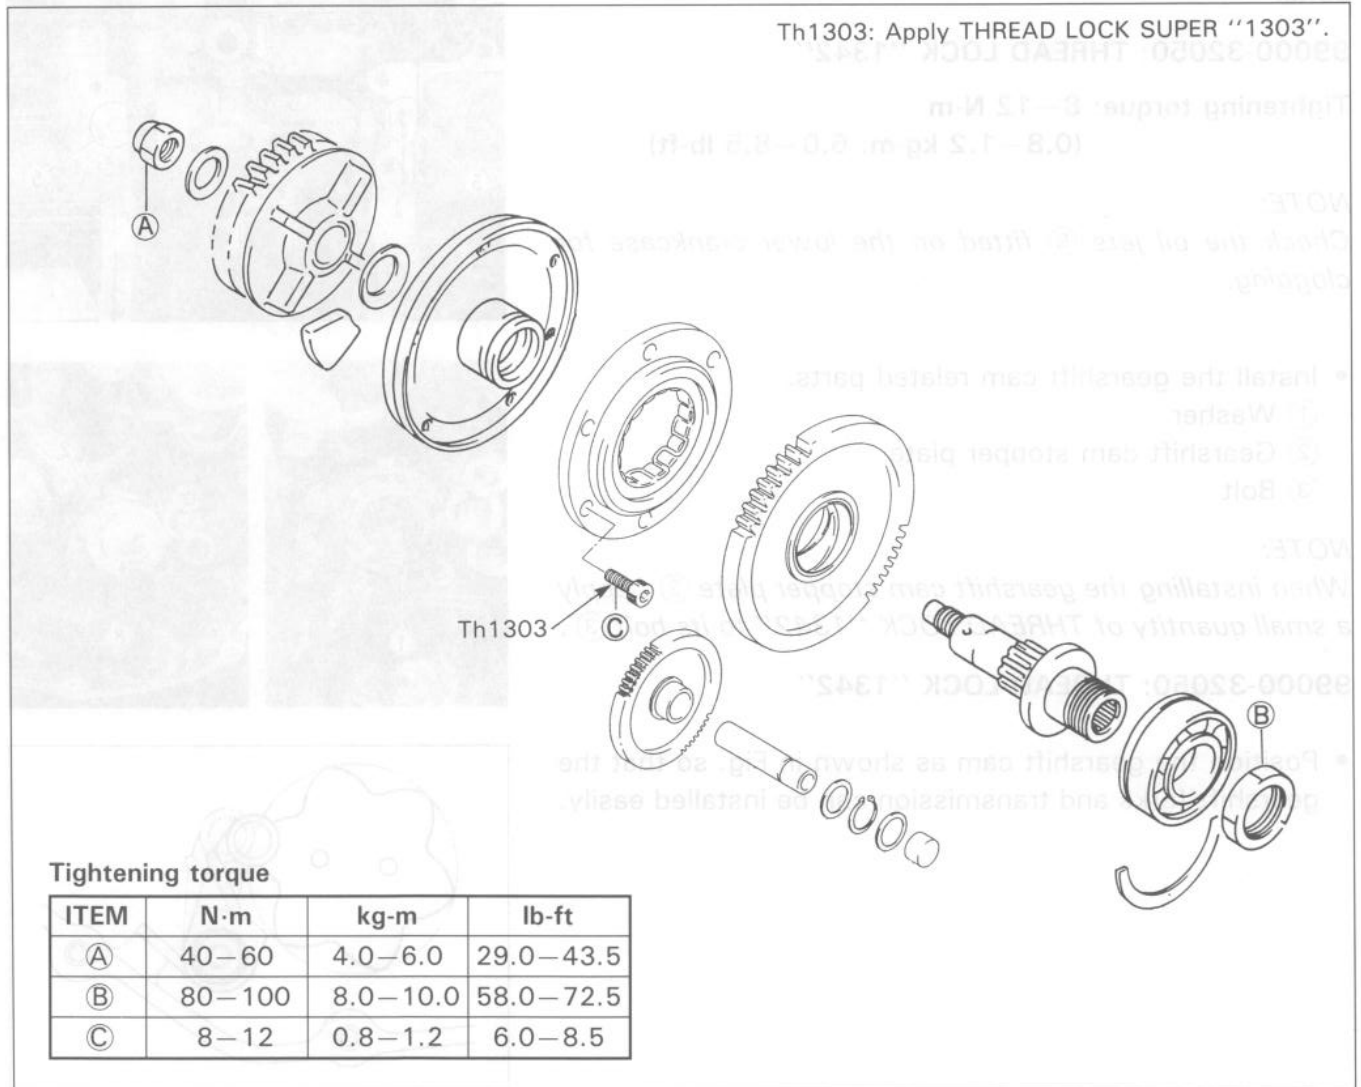 Th1303: Apply THREAD LOCK SUPER "1303".
Ⓐ
Th1303
Ⓒ
Ⓑ
Tightening torque
ITEM N·m kg-m lb-ft
Ⓐ 40–60 4.0–6.0 29.0–43.5
Ⓑ 80–100 8.0–10.0 58.0–72.5
Ⓒ 8–12 0.8–1.2 6.0–8.5